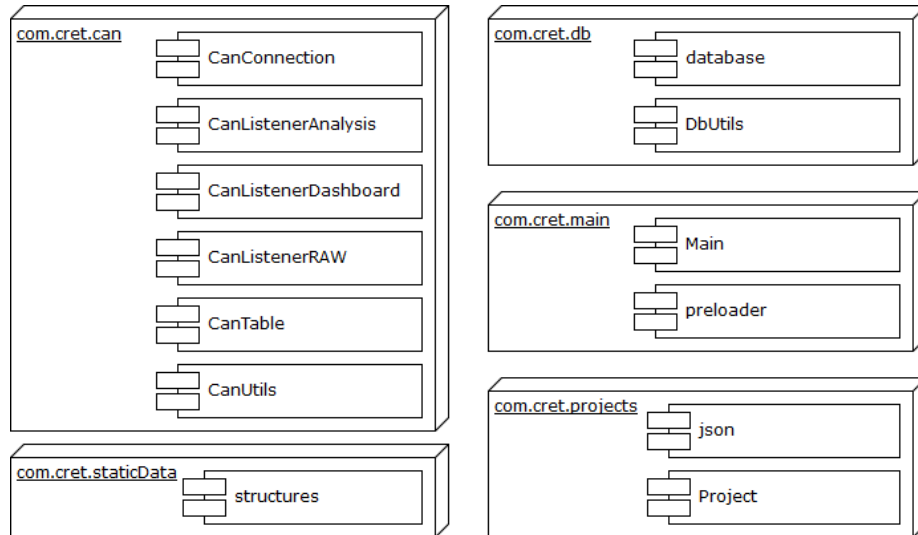 com.cret.can
CanConnection
CanListenerAnalysis
CanListenerDashboard
CanListenerRAW
CanTable
CanUtils
com.cret.staticData
structures
com.cret.db
database
DbUtils
com.cret.main
Main
preloader
com.cret.projects
json
Project